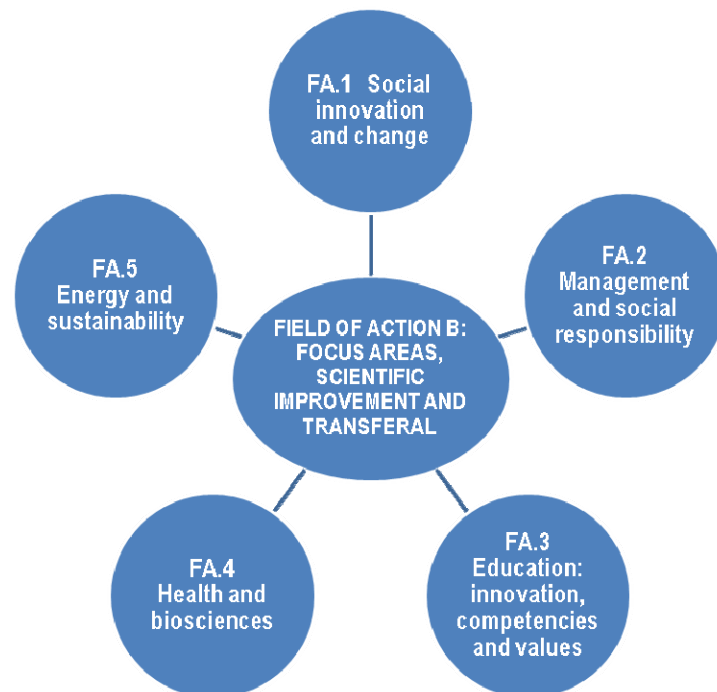 FA.1 Social
innovation
and change
FA.2
Management
and social
responsibility
FA.3
Education:
innovation,
competencies
and values
FA.4
Health and
biosciences
FA.5
Energy and
sustainability
FIELD OF ACTION B:
FOCUS AREAS,
SCIENTIFIC
IMPROVEMENT AND
TRANSFERAL